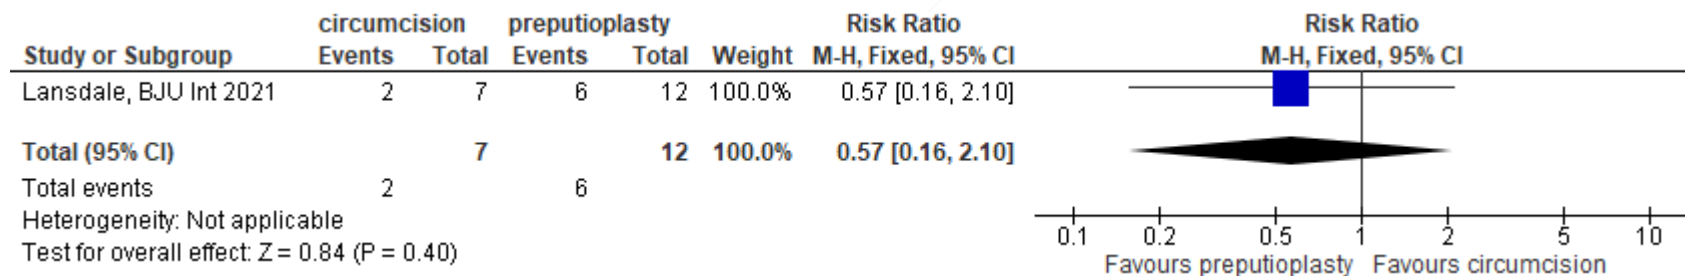 circumcision preputioplasty Risk Ratio Risk Ratio
Study or Subgroup Events Total Events Total Weight M-H, Fixed, 95% CI M-H, Fixed, 95% CI
Lansdale, BJU Int 2021 2 7 6 12 100.0% 0.57 [0.16, 2.10]
Total (95% CI) 7 12 100.0% 0.57 [0.16, 2.10]
Total events 2 6
Heterogeneity: Not applicable
Test for overall effect: Z = 0.84 (P = 0.40)
0.1 0.2 0.5 1 2 5 10
Favours preputioplasty Favours circumcision